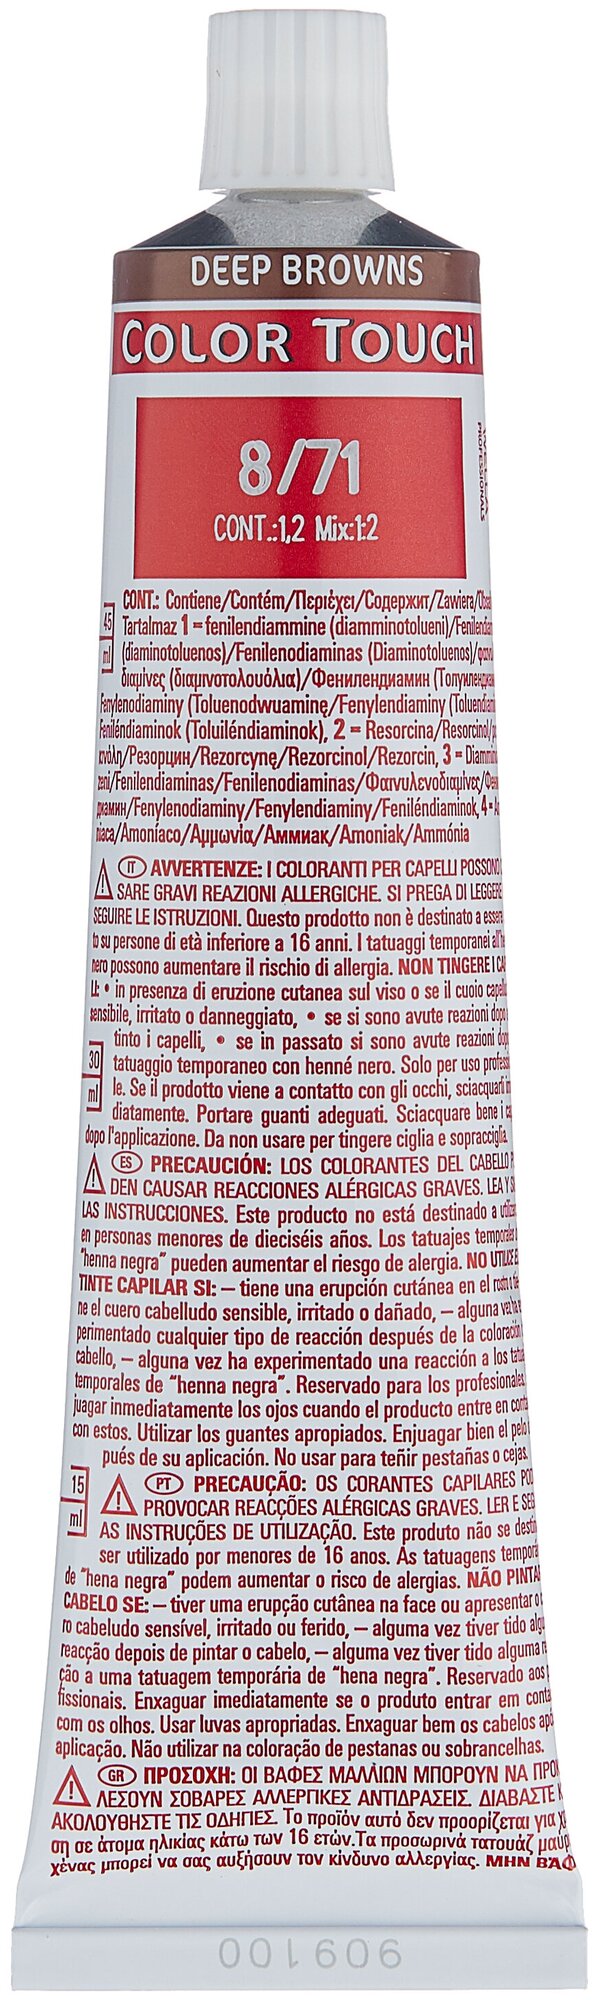 DEEP BROWNS
COLOR TOUCH
8/71
CONT.:1,2 Mix:1:2
PROFESSIONALS
45
ml
CONT.: Contiene/Contém/Περιέχει/Содержит/Zawiera/
Tartalmaz 1 = fenilendiammine (diamminotolueni)/
(diaminotoluenos)/Fenilenodiaminas (Diaminotoluenos)/
διαμίνες (διαμινοτολουόλια)/Фенилендиамин
Fenylenodiaminy (Toluenodwuaminę/Fenylendiaminy
Feniléndiaminok (Toluiléndiaminok), 2 = Resorcina/Resorcinol/
κινόλη/Резорцин/Rezorcynę/Rezorcinol/Rezorcin, 3 =
zeni/Fenilendiaminas/Fenilenodiaminas/Φαινυλενοδιαμίνες/
диамин/Fenylenodiaminy/Fenylendiaminy/Feniléndiaminok, 4 =
niaca/Amoniaco/Αμμωνία/Аммиак/Amoniak/Ammónia
IT AVVERTENZE: I COLORANTI PER CAPELLI POSSONO
SARE GRAVI REAZIONI ALLERGICHE. SI PREGA DI LEGGERE
SEGUIRE LE ISTRUZIONI. Questo prodotto non è destinato a essere
to su persone di età inferiore a 16 anni. I tatuaggi temporanei
nero possono aumentare il rischio di allergia. NON TINGERE I
LI: • in presenza di eruzione cutanea sul viso o se il cuoio
sensibile, irritato o danneggiato, • se si sono avute reazioni dopo
tinto i capelli, • se in passato si sono avute reazioni
30
ml
tatuaggio temporaneo con henné nero. Solo per uso
le. Se il prodotto viene a contatto con gli occhi, sciacquarli
diatamente. Portare guanti adeguati. Sciacquare bene i
dopo l'applicazione. Da non usare per tingere ciglia e sopracciglia.
ES PRECAUCIÓN: LOS COLORANTES DEL CABELLO
DEN CAUSAR REACCIONES ALÉRGICAS GRAVES. LEA Y
LAS INSTRUCCIONES. Este producto no está destinado a
en personas menores de dieciséis años. Los tatuajes temporales
"henna negra" pueden aumentar el riesgo de alergia. NO UTILICE
TINTE CAPILAR SI: – tiene una erupción cutánea en el rostro o
ne el cuero cabelludo sensible, irritado o dañado, – alguna vez
perimentado cualquier tipo de reacción después de la coloración
cabello, – alguna vez ha experimentado una reacción a los
temporales de "henna negra". Reservado para los profesionales.
juagar inmediatamente los ojos cuando el producto entre en
con estos. Utilizar los guantes apropiados. Enjuagar bien el pelo
pués de su aplicación. No usar para teñir pestañas o cejas.
15
ml
PT PRECAUÇÃO: OS CORANTES CAPILARES
PROVOCAR REACÇÕES ALÉRGICAS GRAVES. LER E
AS INSTRUÇÕES DE UTILIZAÇÃO. Este produto não se
ser utilizado por menores de 16 anos. As tatuagens
de "hena negra" podem aumentar o risco de alergias. NÃO
CABELO SE: – tiver uma erupção cutânea na face ou apresentar o
ro cabeludo sensível, irritado ou ferido, – alguma vez tiver tido
reacção depois de pintar o cabelo, – alguma vez tiver tido alguma
ção a uma tatuagem temporária de "hena negra". Reservado aos
fissionais. Enxaguar imediatamente se o produto entrar em
com os olhos. Usar luvas apropriadas. Enxaguar bem os cabelos
aplicação. Não utilizar na coloração de pestanas ou sobrancelhas.
GR ΠΡΟΣΟΧΗ: ΟΙ ΒΑΦΕΣ ΜΑΛΛΙΩΝ ΜΠΟΡΟΥΝ ΝΑ
ΛΕΣΟΥΝ ΣΟΒΑΡΕΣ ΑΛΛΕΡΓΙΚΕΣ ΑΝΤΙΔΡΑΣΕΙΣ. ΔΙΑΒΑΣΤΕ
ΑΚΟΛΟΥΘΗΣΤΕ ΤΙΣ ΟΔΗΓΙΕΣ. Το προϊόν αυτό δεν προορίζεται για
ση σε άτομα ηλικίας κάτω των 16 ετών. Τα προσωρινά τατουάζ
χένας μπορεί να σας αυξήσουν τον κίνδυνο αλλεργίας. ΜΗΝ
909100